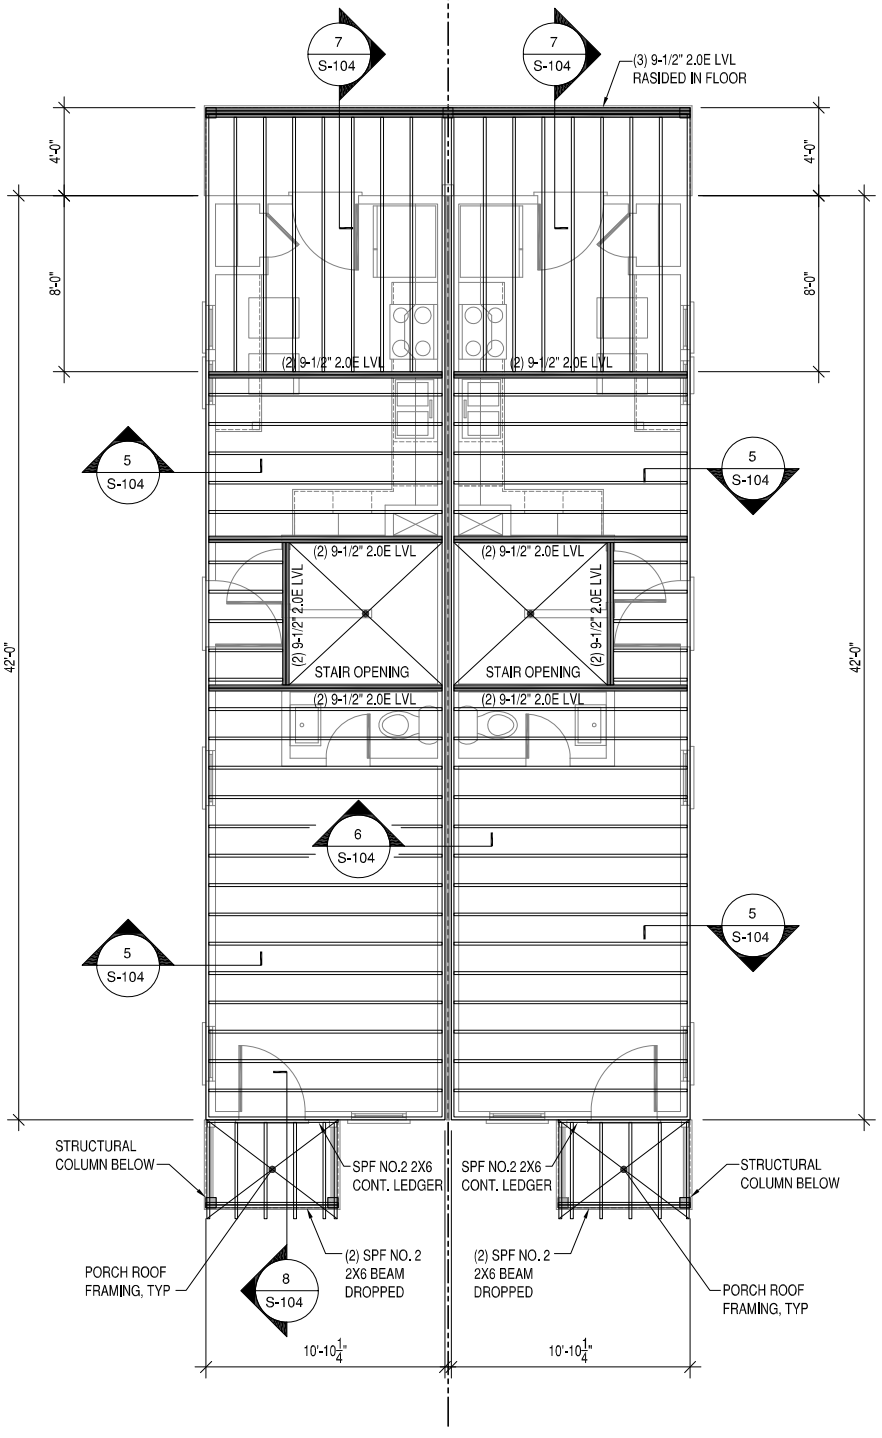 7
S-104
7
S-104
(3) 9-1/2" 2.0E LVL
RASIDED IN FLOOR
4'-0"
4'-0"
8'-0"
8'-0"
(2) 9-1/2" 2.0E LVL
(2) 9-1/2" 2.0E LVL
5
S-104
5
S-104
(2) 9-1/2" 2.0E LVL
(2) 9-1/2" 2.0E LVL
(2) 9-1/2" 2.0E LVL
(2) 9-1/2" 2.0E LVL
42'-0"
42'-0"
STAIR OPENING
STAIR OPENING
(2) 9-1/2" 2.0E LVL
(2) 9-1/2" 2.0E LVL
6
S-104
5
S-104
5
S-104
STRUCTURAL
COLUMN BELOW
SPF NO.2 2X6
CONT. LEDGER
SPF NO.2 2X6
CONT. LEDGER
STRUCTURAL
COLUMN BELOW
PORCH ROOF
FRAMING, TYP
8
S-104
(2) SPF NO. 2
2X6 BEAM
DROPPED
(2) SPF NO. 2
2X6 BEAM
DROPPED
PORCH ROOF
FRAMING, TYP
10'-10 1/4"
10'-10 1/4"